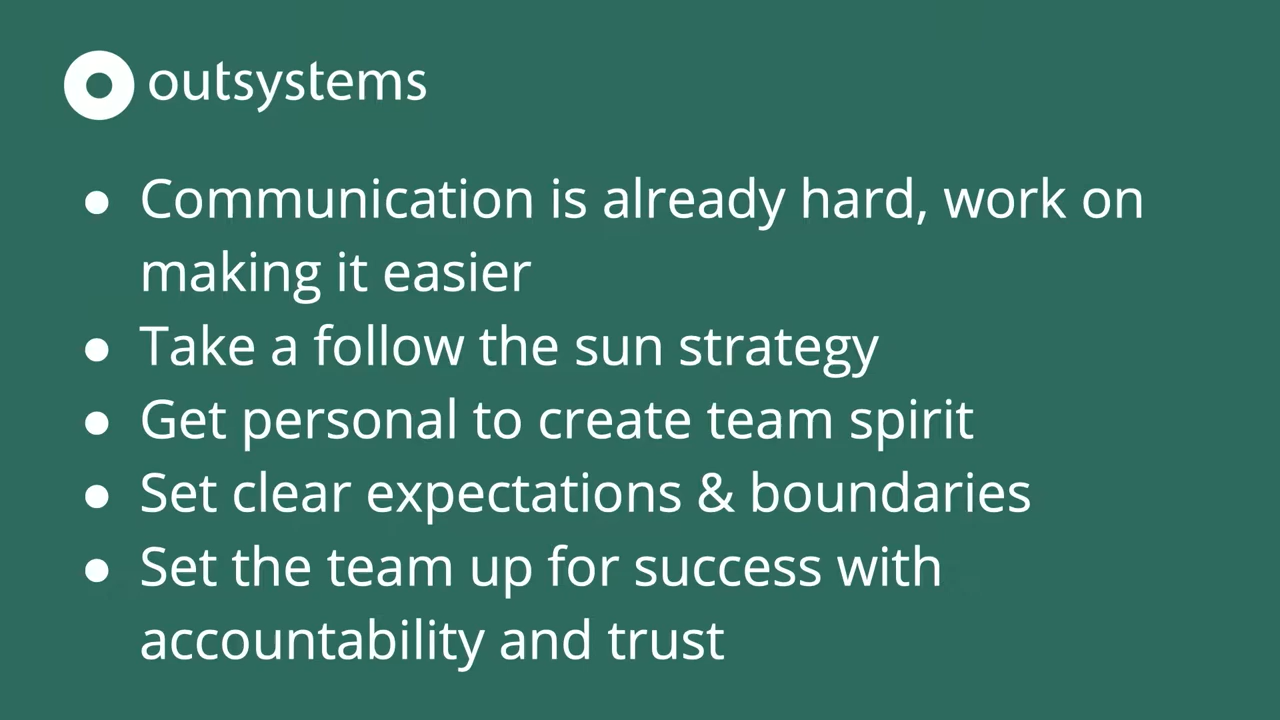 outsystems
● Communication is already hard, work on
making it easier
● Take a follow the sun strategy
● Get personal to create team spirit
● Set clear expectations & boundaries
● Set the team up for success with
accountability and trust